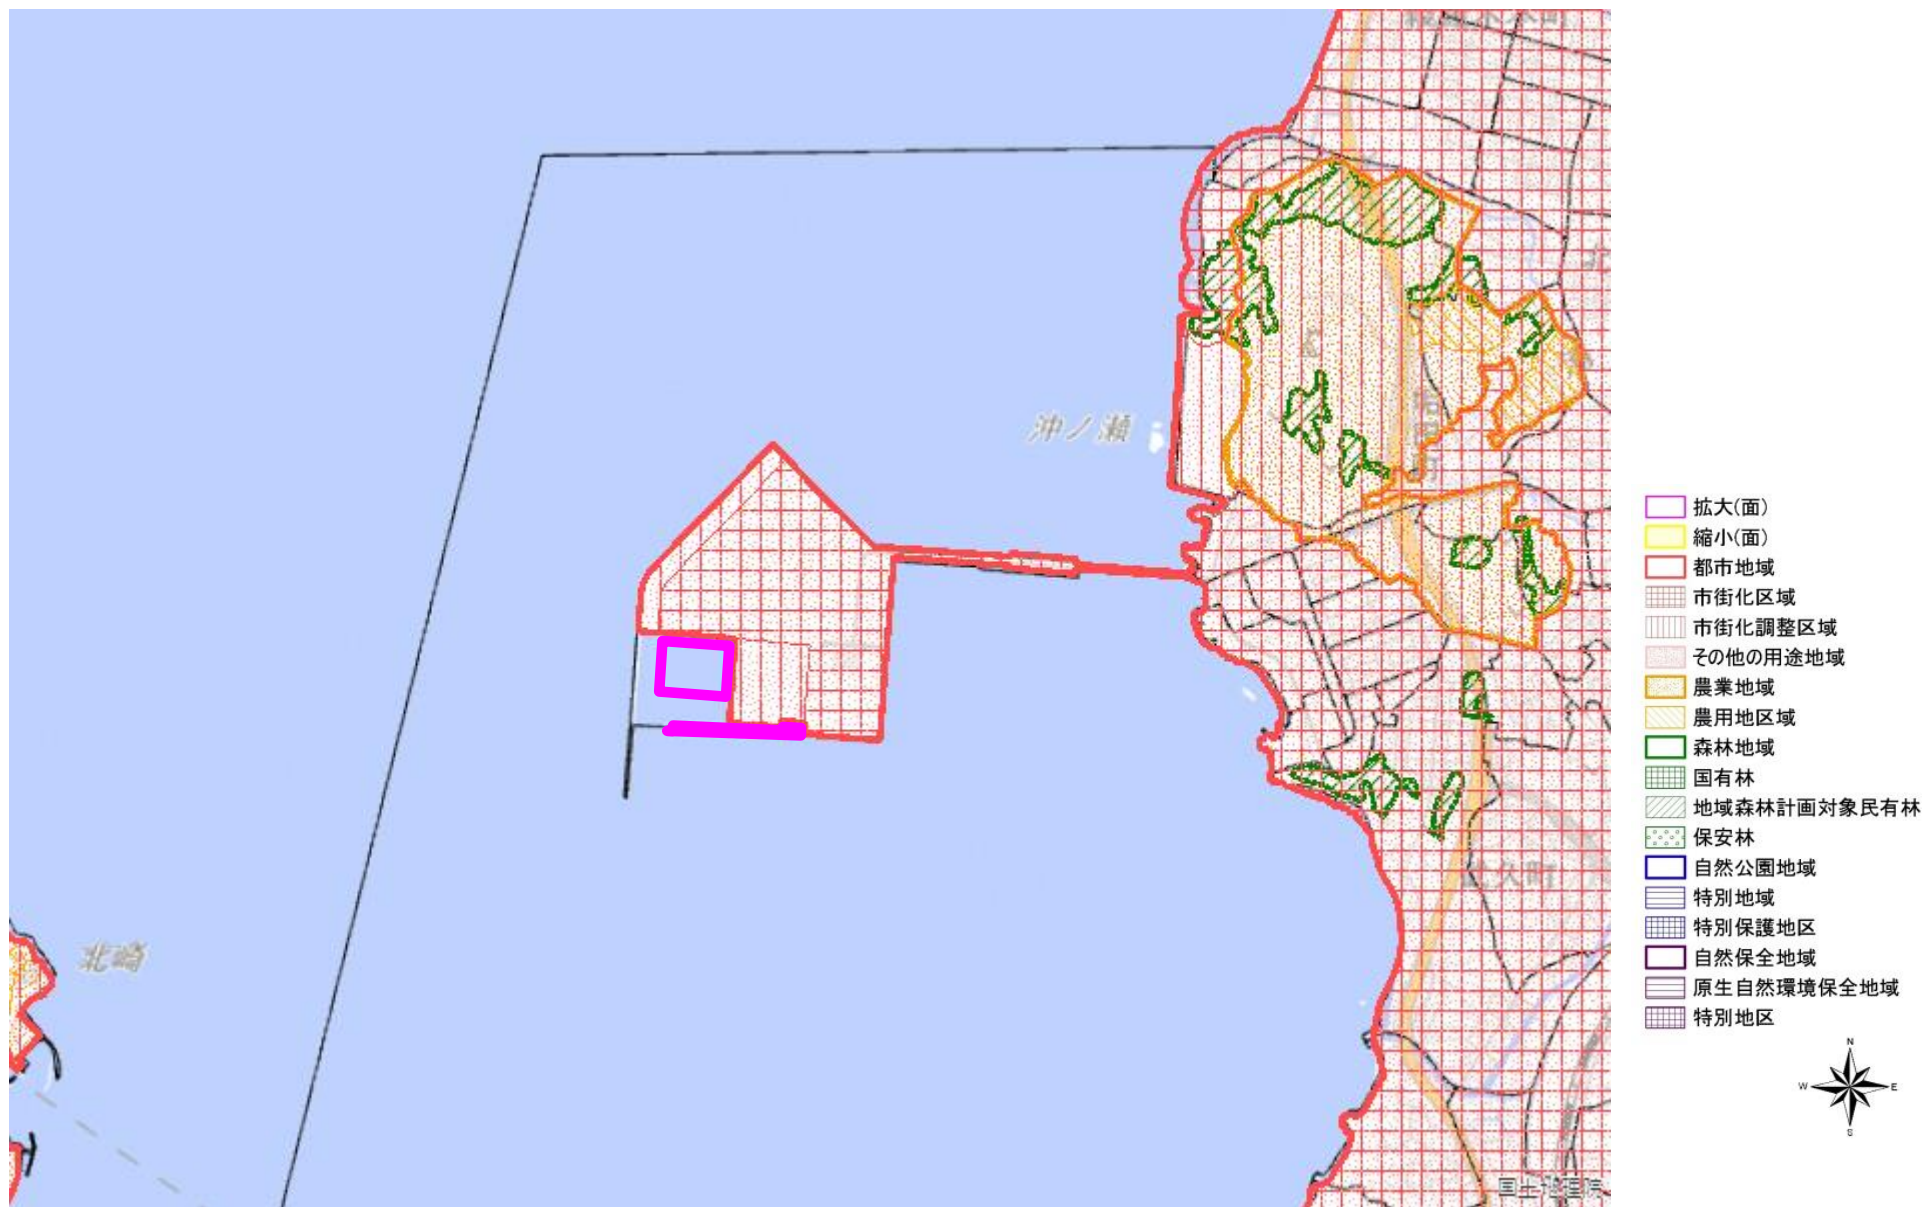 沖ノ瀬
北崎
久町
国土地理院
拡大(面)
縮小(面)
都市地域
市街化区域
市街化調整区域
その他の用途地域
農業地域
農用地区域
森林地域
国有林
地域森林計画対象民有林
保安林
自然公園地域
特別地域
特別保護地区
自然保全地域
原生自然環境保全地域
特別地区
N
W
E
S